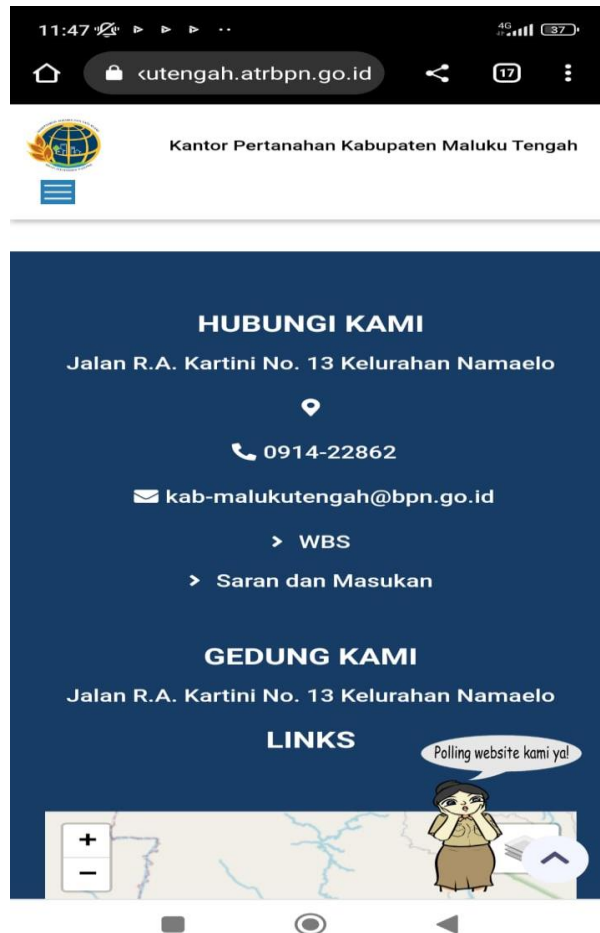 11:47
4G
37
kutengah.atrbpn.go.id
17
Kantor Pertanahan Kabupaten Maluku Tengah
HUBUNGI KAMI
Jalan R.A. Kartini No. 13 Kelurahan Namaelo
0914-22862
kab-malukutengah@bpn.go.id
> WBS
> Saran dan Masukan
GEDUNG KAMI
Jalan R.A. Kartini No. 13 Kelurahan Namaelo
LINKS
Polling website kami ya!
+
−